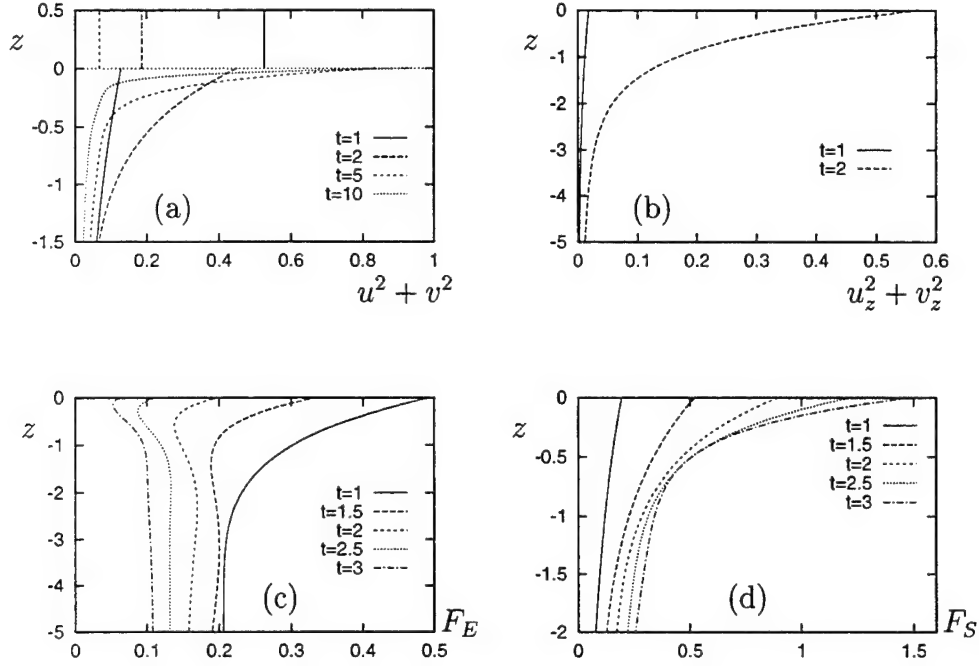 0.5
z
0
-0.5
-1
-1.5
t=1
t=2
t=5
t=10
(a)
0 0.2 0.4 0.6 0.8 1
u² + v²
0
z
-1
-2
-3
-4
-5
t=1
t=2
(b)
0 0.1 0.2 0.3 0.4 0.5 0.6
u_z² + v_z²
0
z
-1
-2
-3
-4
-5
t=1
t=1.5
t=2
t=2.5
t=3
(c)
F_E
0 0.1 0.2 0.3 0.4 0.5
0
z
-0.5
-1
-1.5
-2
t=1
t=1.5
t=2
t=2.5
t=3
(d)
F_S
0 0.5 1 1.5